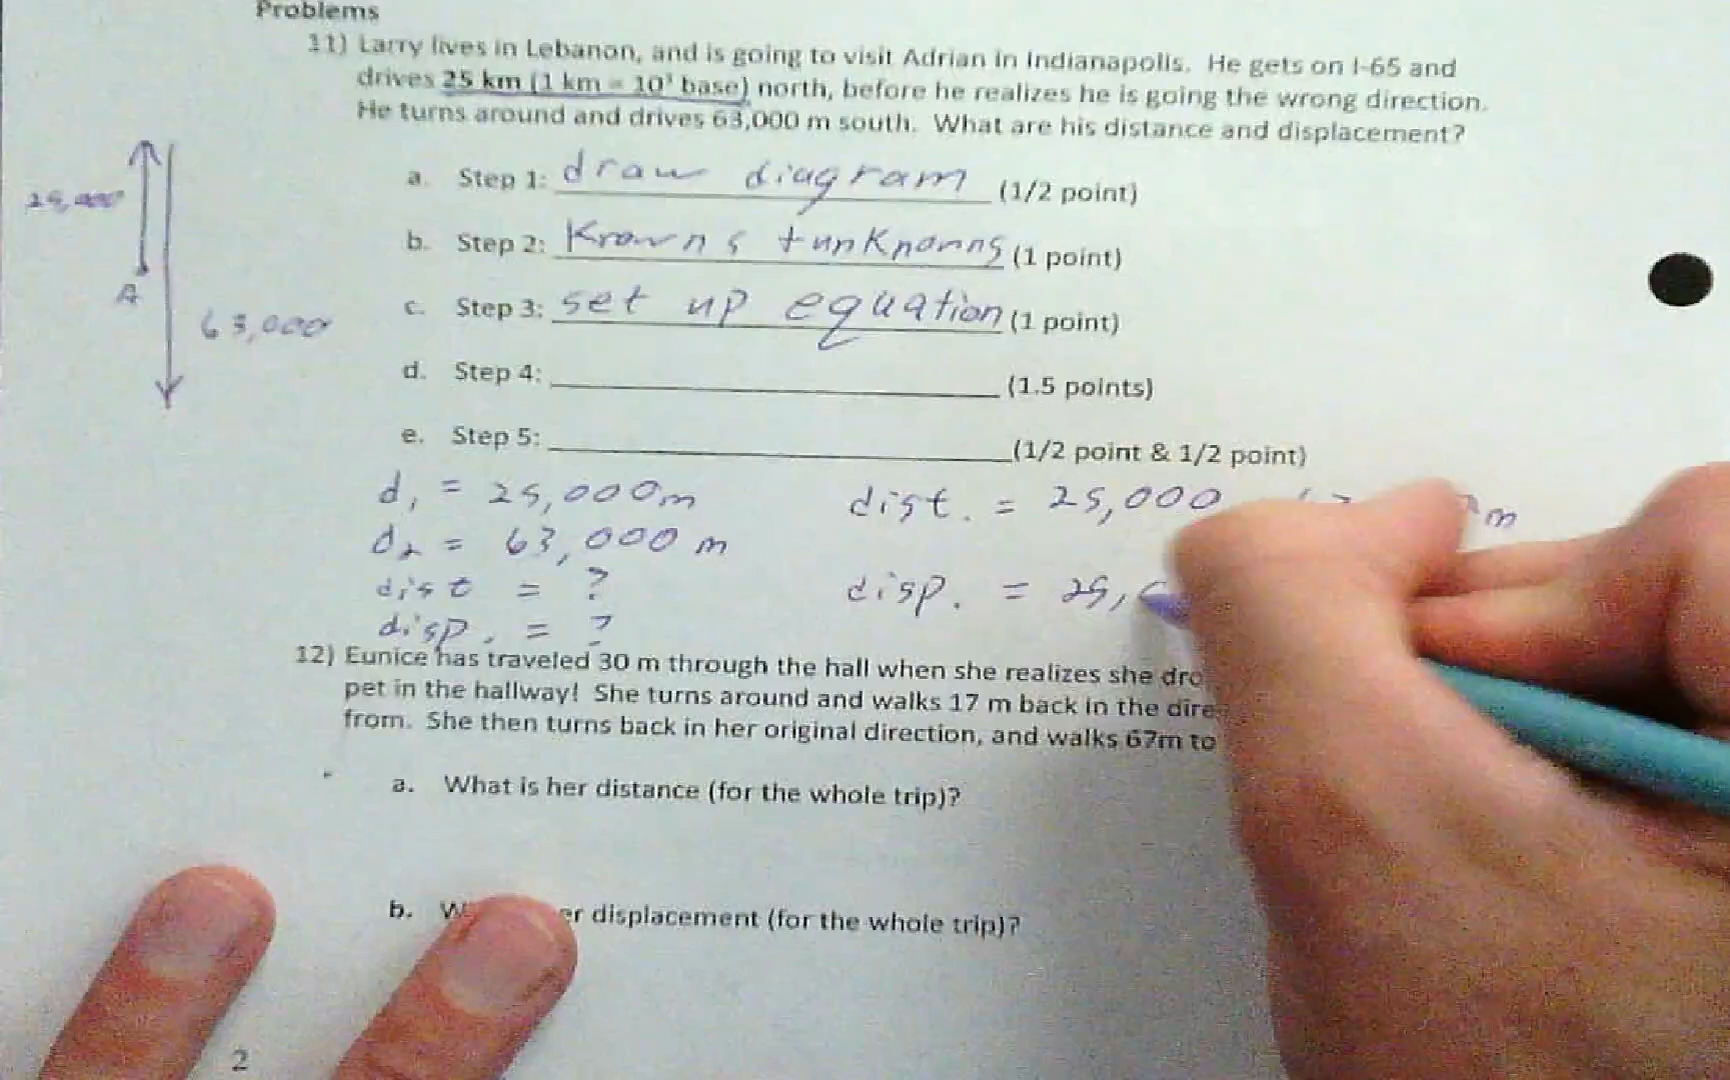 Problems
11) Larry lives in Lebanon, and is going to visit Adrian in Indianapolis. He gets on I-65 and
drives 25 km (1 km = 10³ base) north, before he realizes he is going the wrong direction.
He turns around and drives 63,000 m south. What are his distance and displacement?
a. Step 1: draw diagram (1/2 point)
b. Step 2: Knowns + unknowns (1 point)
c. Step 3: set up equation (1 point)
d. Step 4: (1.5 points)
e. Step 5: (1/2 point & 1/2 point)
25,000
A
63,000
d₁ = 25,000m
d₂ = 63,000 m
dist = ?
disp. = ?
dist. = 25,000 m
disp. = 25,
12) Eunice has traveled 30 m through the hall when she realizes she
pet in the hallway! She turns around and walks 17 m back in the
from. She then turns back in her original direction, and walks 67m to
a. What is her distance (for the whole trip)?
b. displacement (for the whole trip)?
2